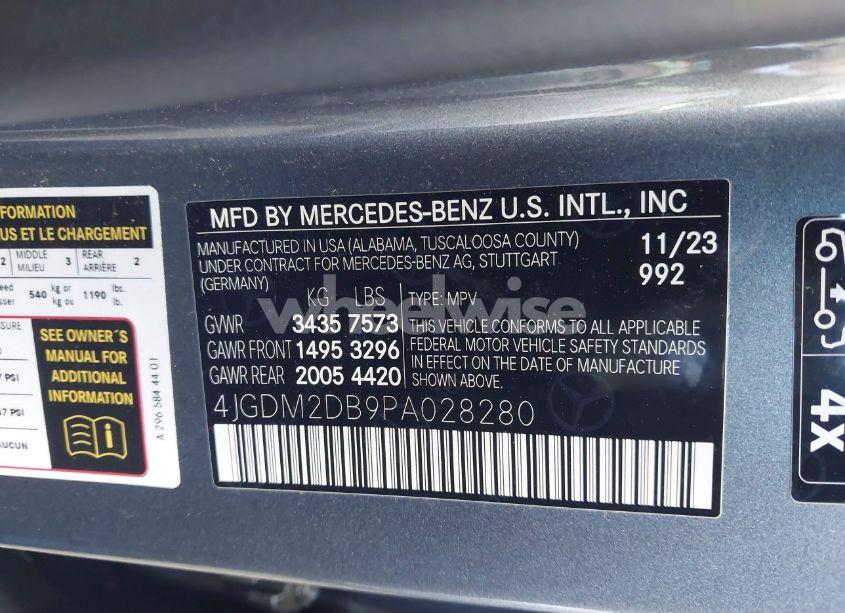 FORMATION
US ET LE CHARGEMENT
2 MIDDLE MILIEU 3 REAR ARRIÈRE 2
540 kg or kg ou 1190 lbs. lb.
SEE OWNER´S
MANUAL FOR
ADDITIONAL
INFORMATION
PSI
PSI
AUCUN
A 296 584 44 01
MFD BY MERCEDES-BENZ U.S. INTL., INC
MANUFACTURED IN USA (ALABAMA, TUSCALOOSA COUNTY) 11/23
UNDER CONTRACT FOR MERCEDES-BENZ AG, STUTTGART 992
(GERMANY)
KG LBS TYPE: MPV
GVWR 3435 7573
GAWR FRONT 1495 3296
GAWR REAR 2005 4420
THIS VEHICLE CONFORMS TO ALL APPLICABLE
FEDERAL MOTOR VEHICLE SAFETY STANDARDS
IN EFFECT ON THE DATE OF MANUFACTURE
SHOWN ABOVE.
4JGDM2DB9PA028280
4x
wheelwise